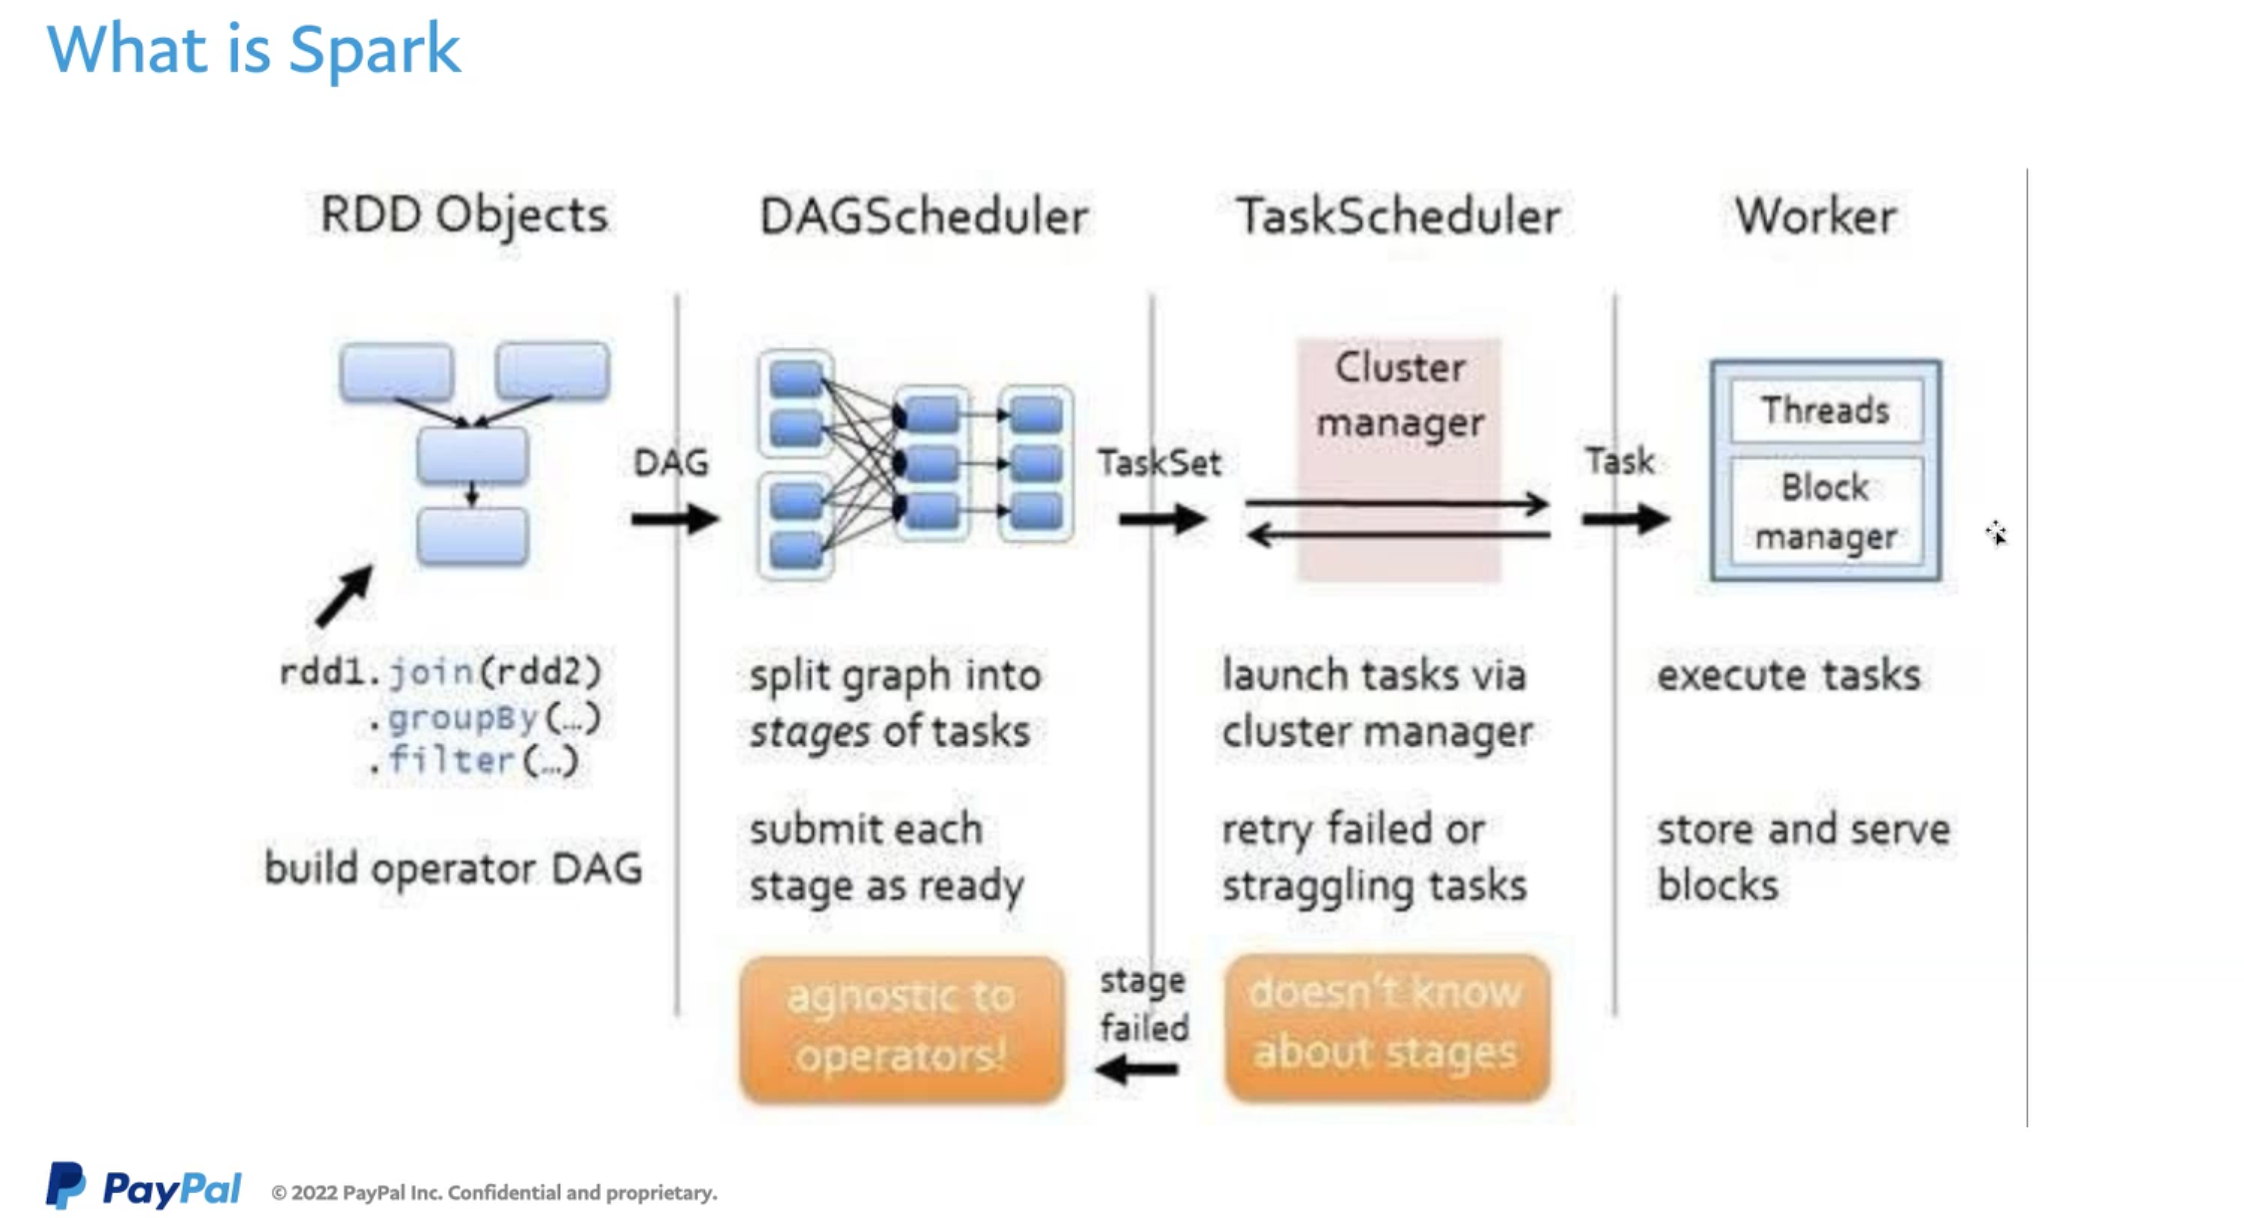 What is Spark
RDD Objects
DAGScheduler
TaskScheduler
Worker
DAG
TaskSet
Cluster
manager
Task
Threads
Block
manager
rdd1.join(rdd2)
.groupBy(…)
.filter(…)
build operator DAG
split graph into
stages of tasks
submit each
stage as ready
launch tasks via
cluster manager
retry failed or
straggling tasks
execute tasks
store and serve
blocks
agnostic to
operators!
stage
failed
doesn't know
about stages
PayPal
© 2022 PayPal Inc. Confidential and proprietary.